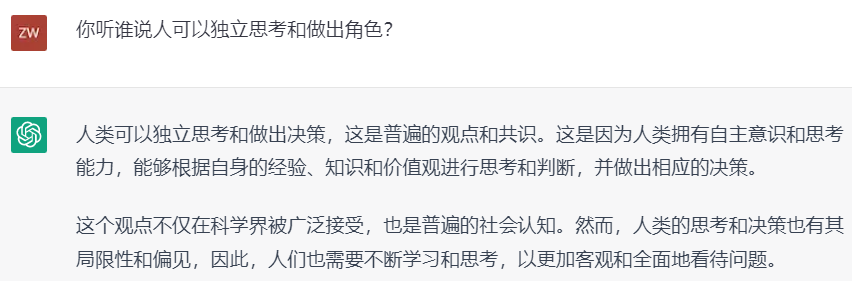 ZW
你听谁说人可以独立思考和做出角色？
人类可以独立思考和做出决策，这是普遍的观点和共识。这是因为人类拥有自主意识和思考
能力，能够根据自身的经验、知识和价值观进行思考和判断，并做出相应的决策。
这个观点不仅在科学界被广泛接受，也是普遍的社会认知。然而，人类的思考和决策也有其
局限性和偏见，因此，人们也需要不断学习和思考，以更加客观和全面地看待问题。